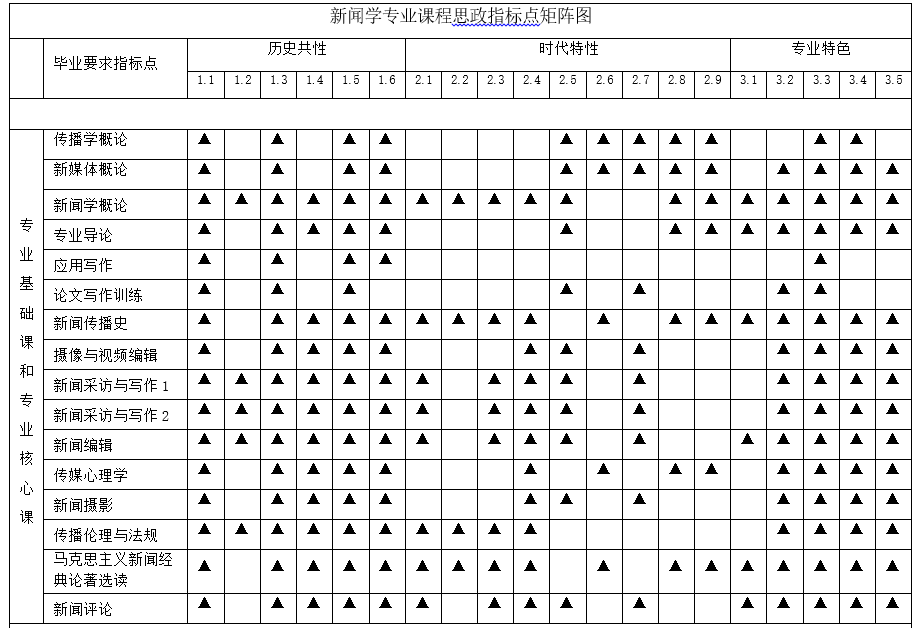 新闻学专业课程思政指标点矩阵图
毕业要求指标点 历史共性 时代特性 专业特色
1.1 1.2 1.3 1.4 1.5 1.6 2.1 2.2 2.3 2.4 2.5 2.6 2.7 2.8 2.9 3.1 3.2 3.3 3.4 3.5
专业基础课和专业核心课
传播学概论
新媒体概论
新闻学概论
专业导论
应用写作
论文写作训练
新闻传播史
摄像与视频编辑
新闻采访与写作1
新闻采访与写作2
新闻编辑
传媒心理学
新闻摄影
传播伦理与法规
马克思主义新闻经
典论著选读
新闻评论